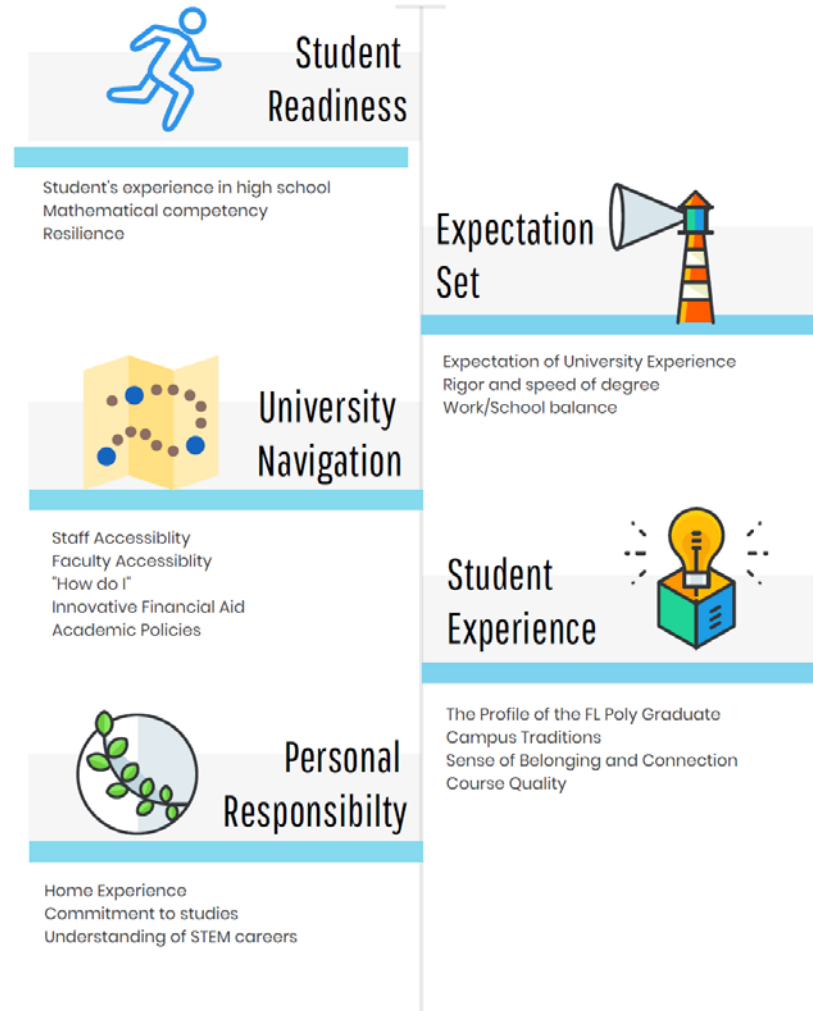 Student
Readiness
Student's experience in high school
Mathematical competency
Resilience
Expectation
Set
Expectation of University Experience
Rigor and speed of degree
Work/School balance
University
Navigation
Staff Accessiblity
Faculty Accessiblity
"How do I"
Innovative Financial Aid
Academic Policies
Student
Experience
The Profile of the FL Poly Graduate
Campus Traditions
Sense of Belonging and Connection
Course Quality
Personal
Responsibilty
Home Experience
Commitment to studies
Understanding of STEM careers